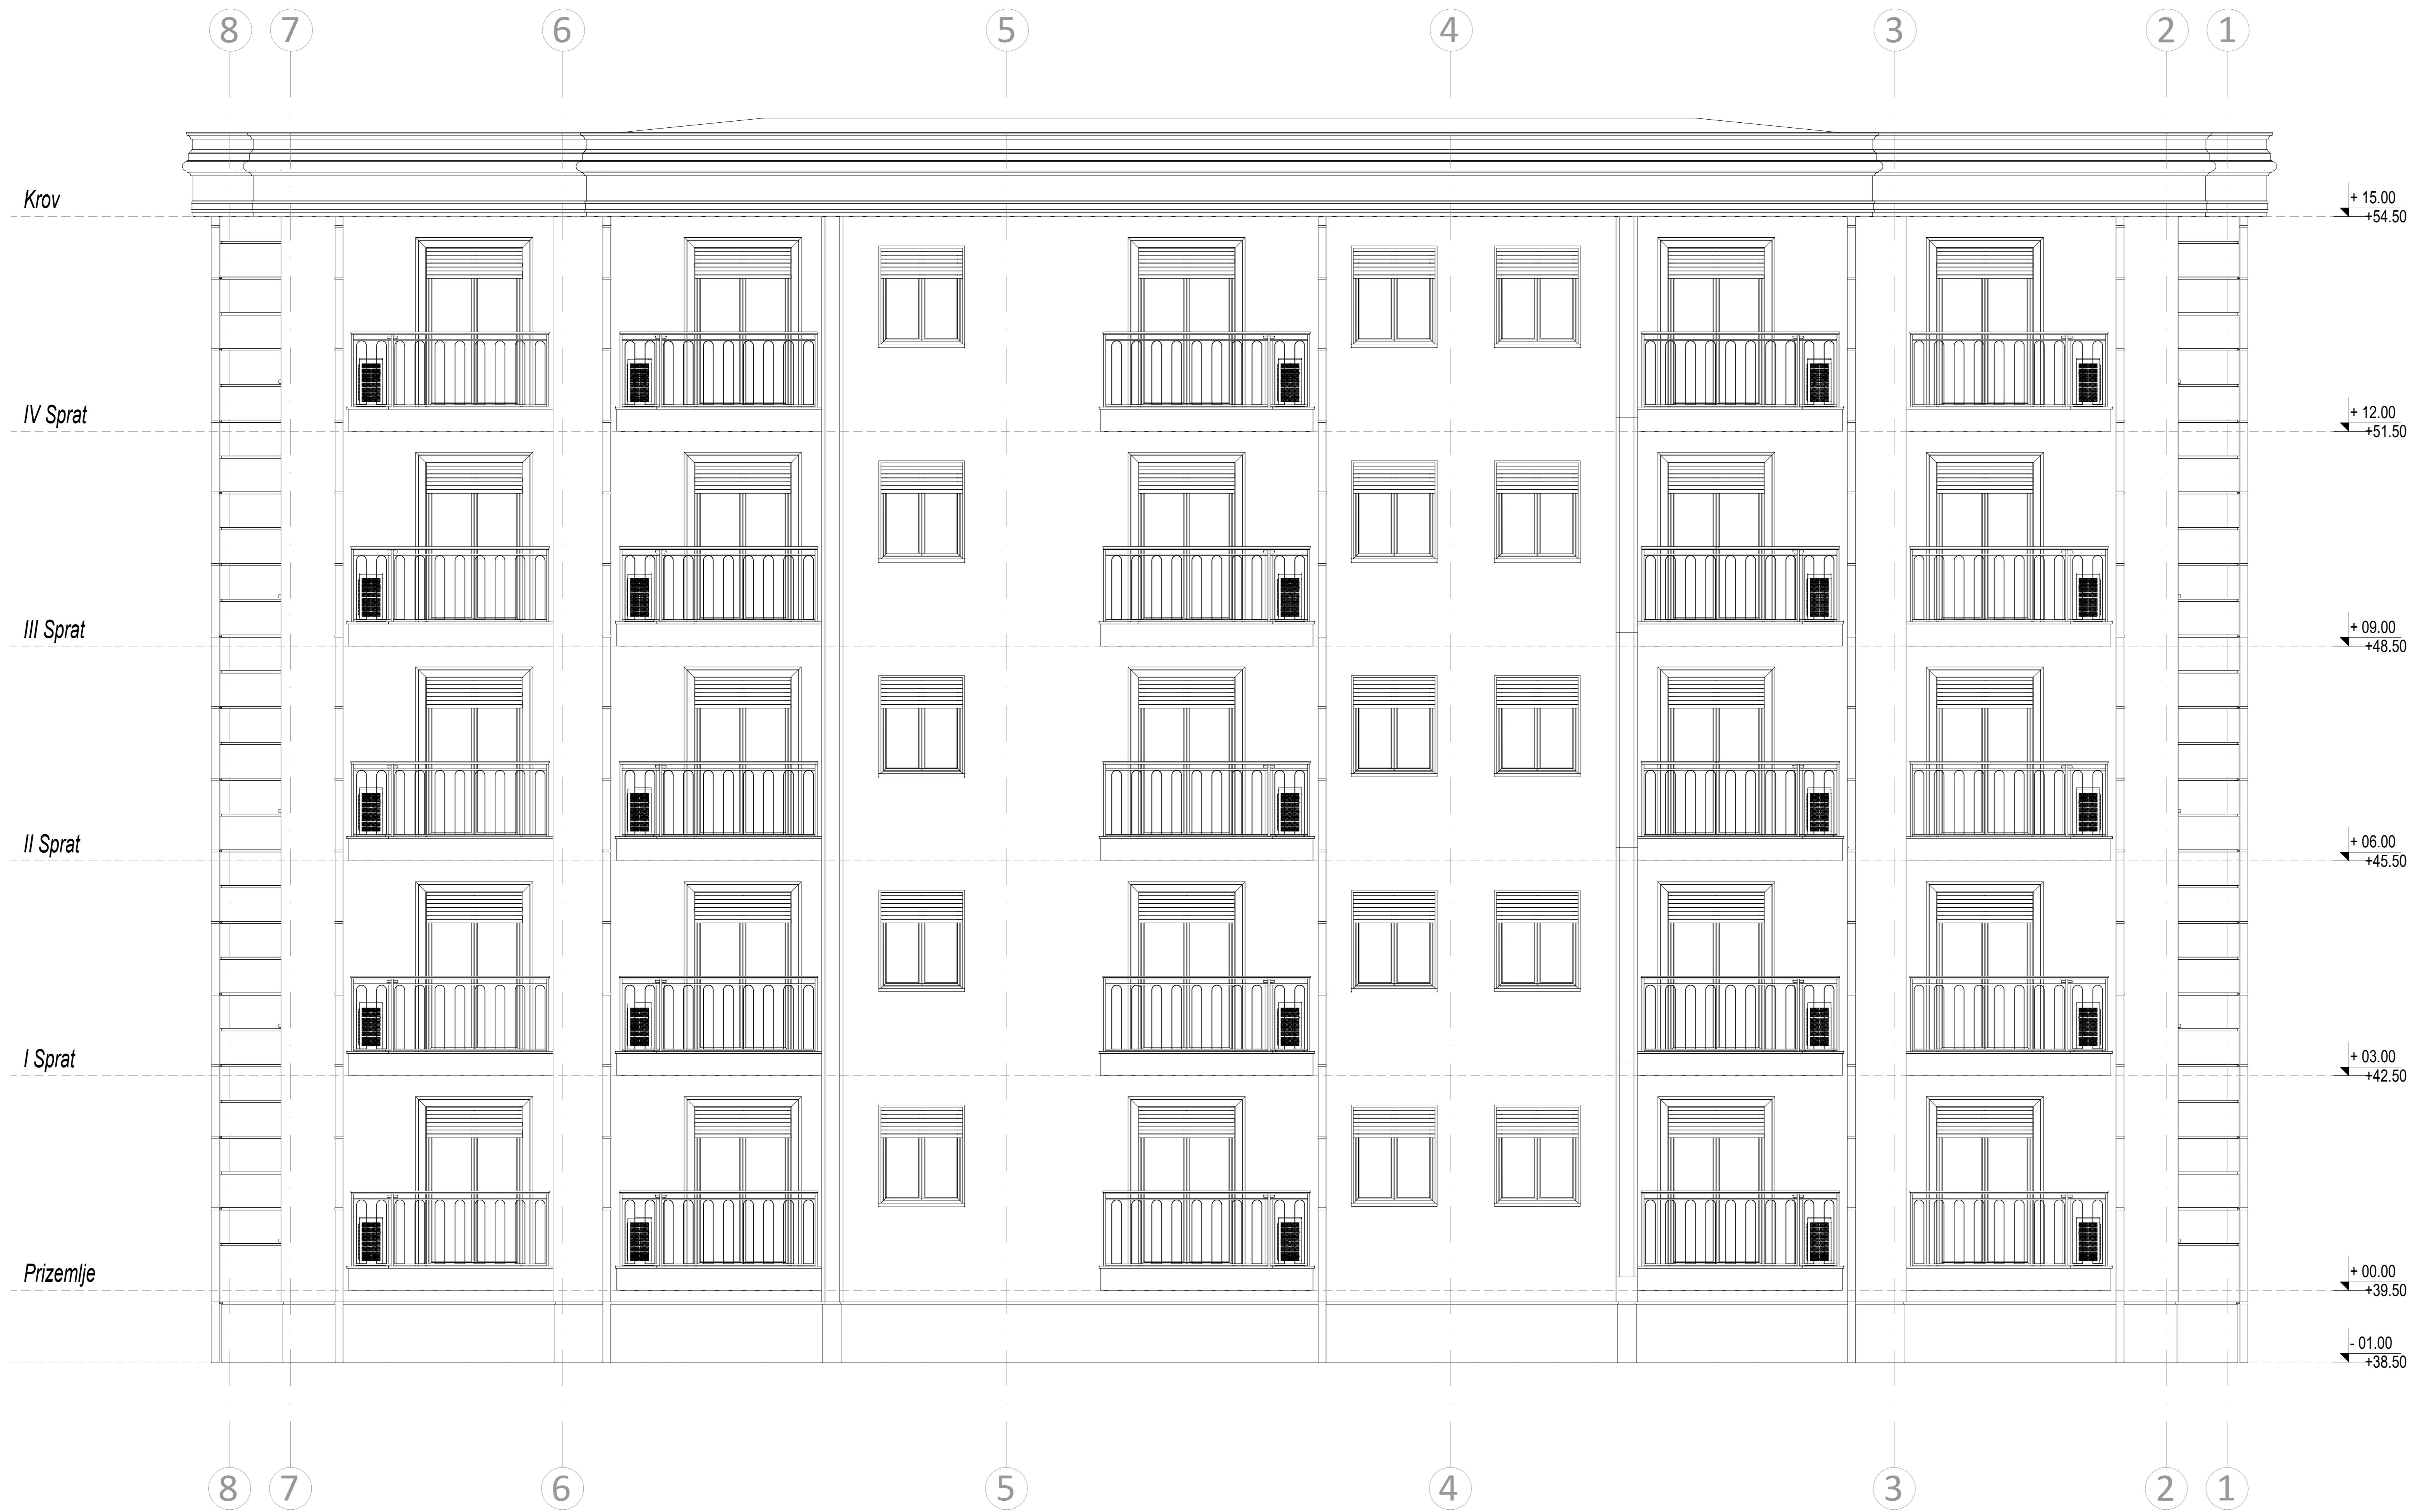 8 7 6 5 4 3 2 1
Krov
+ 15.00
+54.50
IV Sprat
+ 12.00
+51.50
III Sprat
+ 09.00
+48.50
II Sprat
+ 06.00
+45.50
I Sprat
+ 03.00
+42.50
Prizemlje
+ 00.00
+39.50
- 01.00
+38.50
8 7 6 5 4 3 2 1